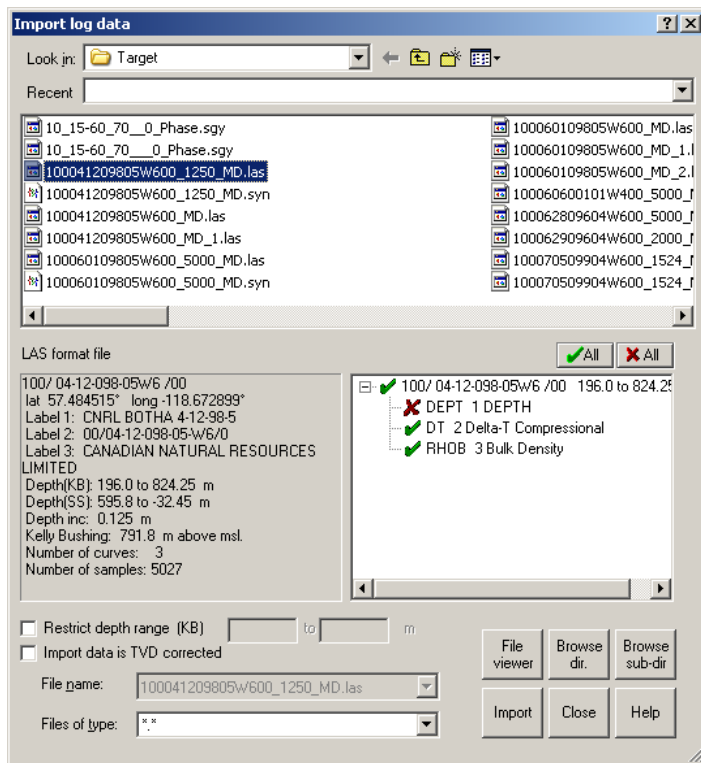 Import log data
Look in: Target
Recent
10_15-60_70__0_Phase.sgy
10_15-60_70___0_Phase.sgy
100041209805W600_1250_MD.las
100041209805W600_1250_MD.syn
100041209805W600_MD.las
100041209805W600_MD_1.las
100060109805W600_5000_MD.las
100060109805W600_5000_MD.syn
100060109805W600_MD.las
100060109805W600_MD_1.l
100060109805W600_MD_2.l
100060600101W400_5000_M
100062809604W600_5000_M
100062909604W600_2000_M
100070509904W600_1524_M
100070509904W600_1524_M
LAS format file
All
All
100/ 04-12-098-05W6 /00
lat 57.484515° long -118.672899°
Label 1: CNRL BOTHA 4-12-98-5
Label 2: 00/04-12-098-05-W6/0
Label 3: CANADIAN NATURAL RESOURCES
LIMITED
Depth(KB): 196.0 to 824.25 m
Depth(SS): 595.8 to -32.45 m
Depth inc: 0.125 m
Kelly Bushing: 791.8 m above msl.
Number of curves: 3
Number of samples: 5027
100/ 04-12-098-05W6 /00 196.0 to 824.25
DEPT 1 DEPTH
DT 2 Delta-T Compressional
RHOB 3 Bulk Density
Restrict depth range (KB) to m
Import data is TVD corrected
File name: 100041209805W600_1250_MD.las
Files of type: *.*
File viewer
Browse dir.
Browse sub-dir
Import
Close
Help